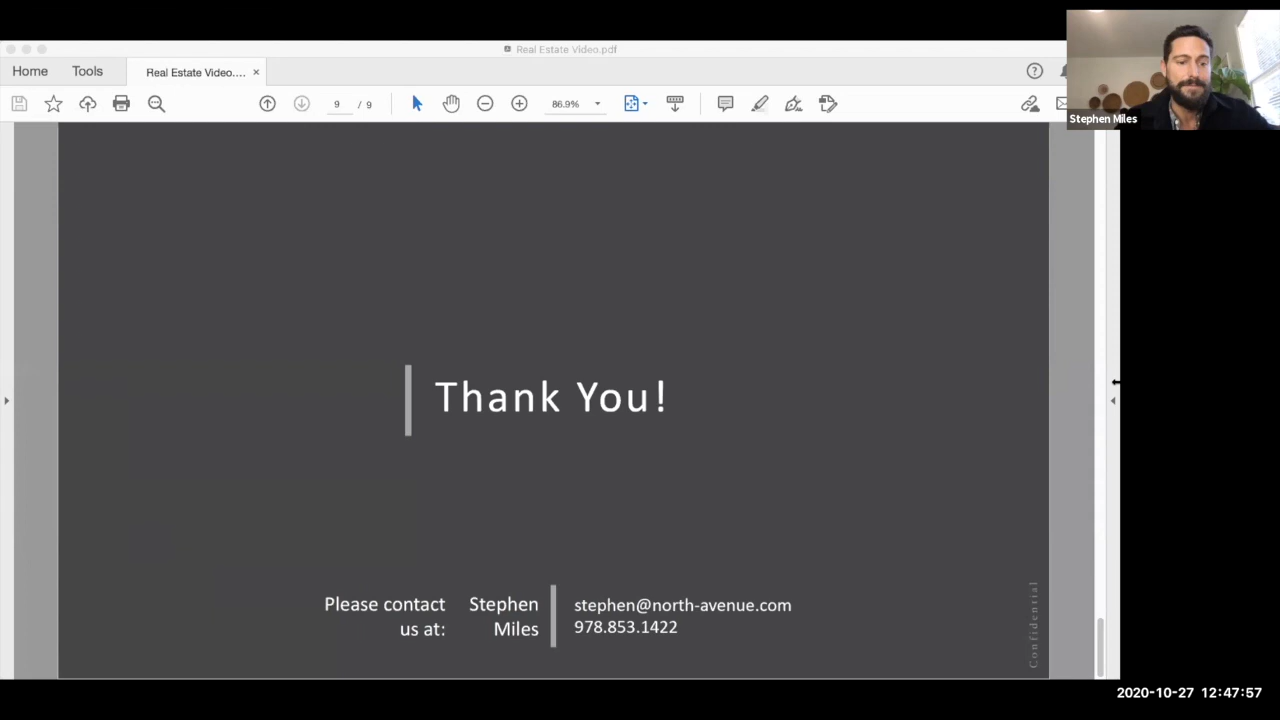 Real Estate Video.pdf
Home Tools Real Estate Video.... ×
9 / 9 86.9%
Stephen Miles
Thank You!
Please contact us at:
Stephen Miles
stephen@north-avenue.com
978.853.1422
Confidential
2020-10-27 12:47:57